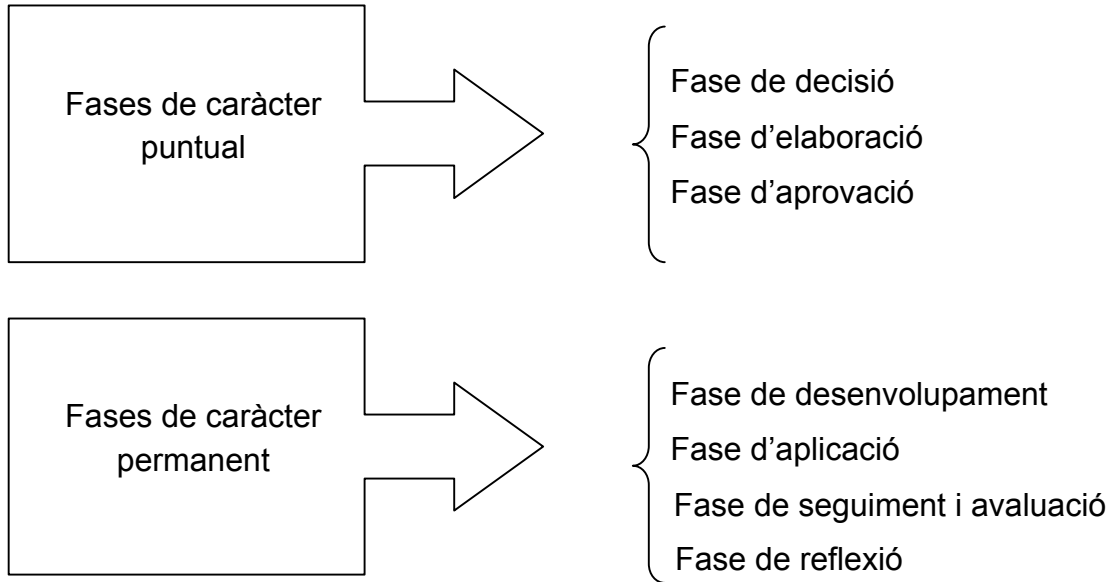 Fases de caràcter
puntual
Fase de decisió
Fase d’elaboració
Fase d’aprovació
Fases de caràcter
permanent
Fase de desenvolupament
Fase d’aplicació
Fase de seguiment i avaluació
Fase de reflexió